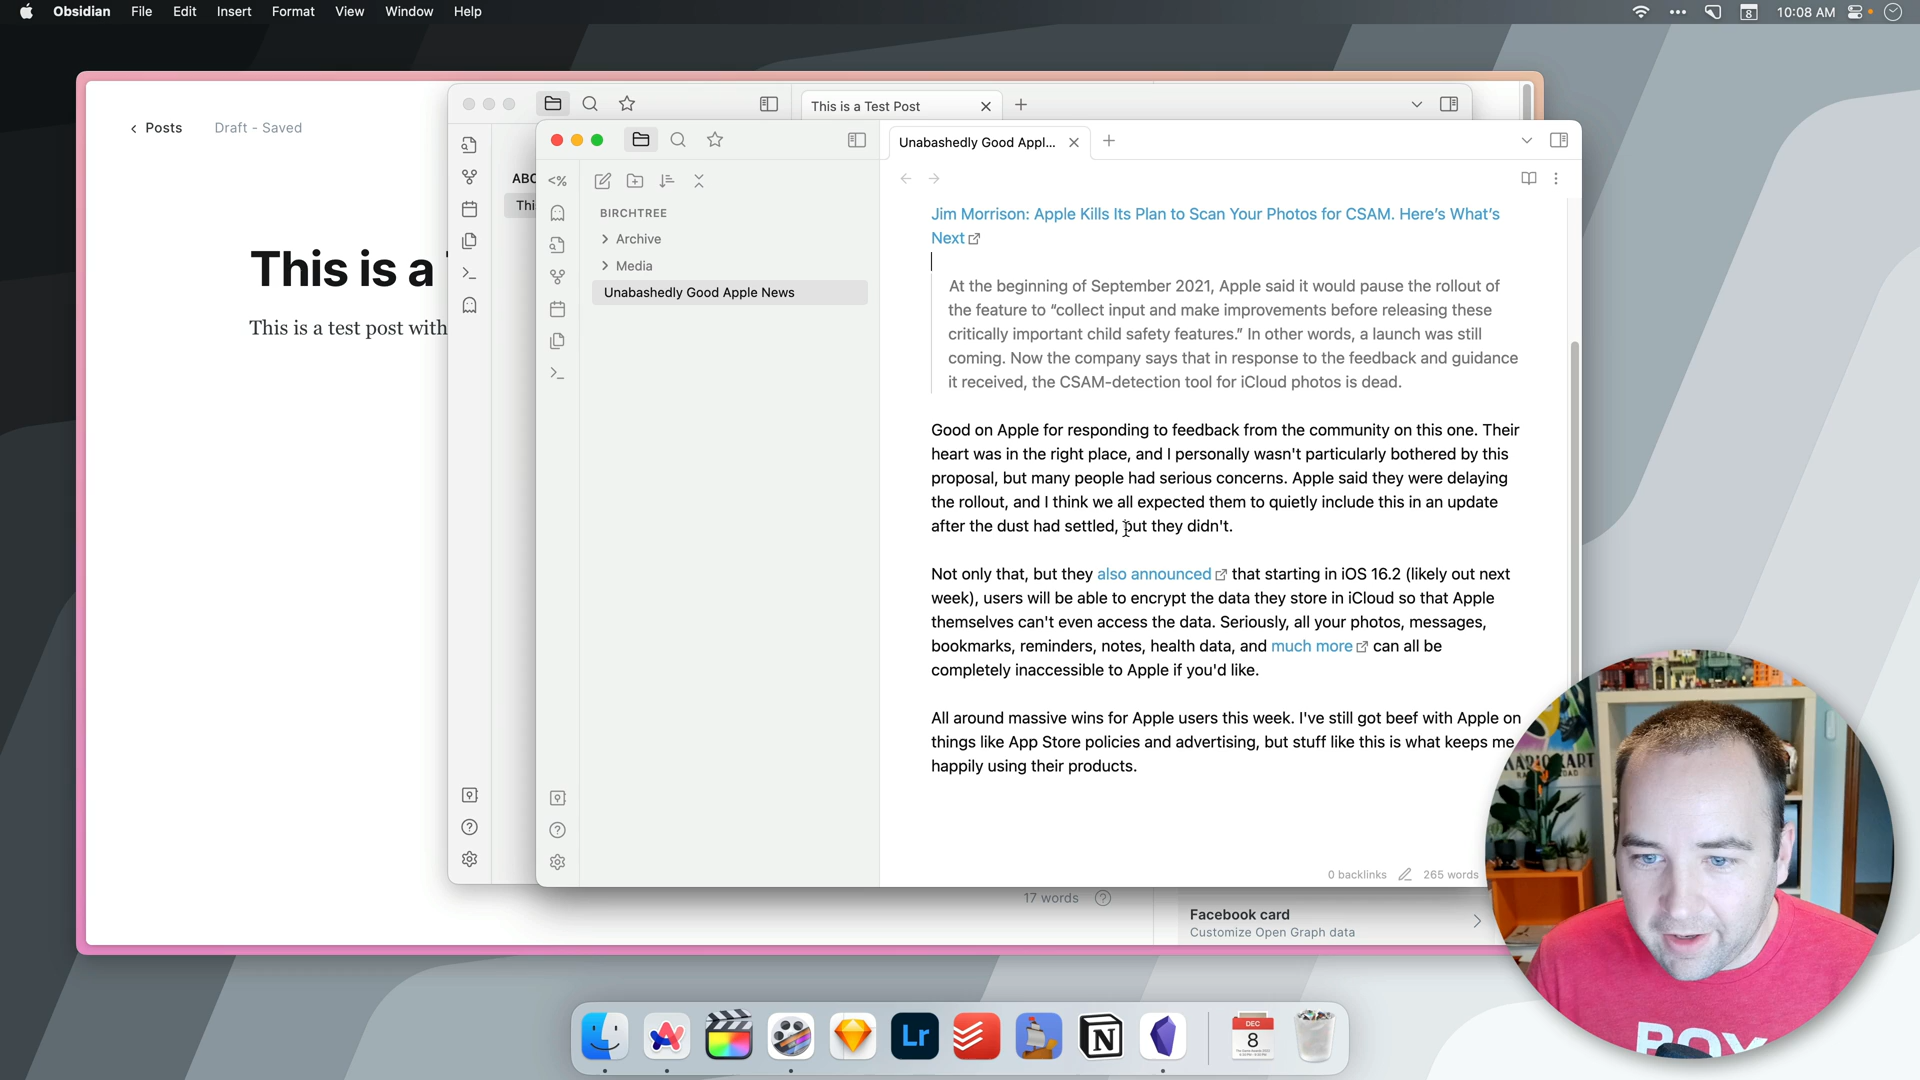 Obsidian File Edit Insert Format View Window Help
8 10:08 AM
Posts Draft - Saved
This is a Test Post
Unabashedly Good Appl...
ABC
Thi
This is a
This is a test post with
<%
BIRCHTREE
Archive
Media
Unabashedly Good Apple News
Jim Morrison: Apple Kills Its Plan to Scan Your Photos for CSAM. Here's What's
Next
At the beginning of September 2021, Apple said it would pause the rollout of
the feature to “collect input and make improvements before releasing these
critically important child safety features.” In other words, a launch was still
coming. Now the company says that in response to the feedback and guidance
it received, the CSAM-detection tool for iCloud photos is dead.
Good on Apple for responding to feedback from the community on this one. Their
heart was in the right place, and I personally wasn't particularly bothered by this
proposal, but many people had serious concerns. Apple said they were delaying
the rollout, and I think we all expected them to quietly include this in an update
after the dust had settled, but they didn't.
Not only that, but they also announced that starting in iOS 16.2 (likely out next
week), users will be able to encrypt the data they store in iCloud so that Apple
themselves can't even access the data. Seriously, all your photos, messages,
bookmarks, reminders, notes, health data, and much more can all be
completely inaccessible to Apple if you'd like.
All around massive wins for Apple users this week. I've still got beef with Apple on
things like App Store policies and advertising, but stuff like this is what keeps me
happily using their products.
0 backlinks 265 words
17 words
Facebook card
Customize Open Graph data
MARIO KART
Lr
DEC
8